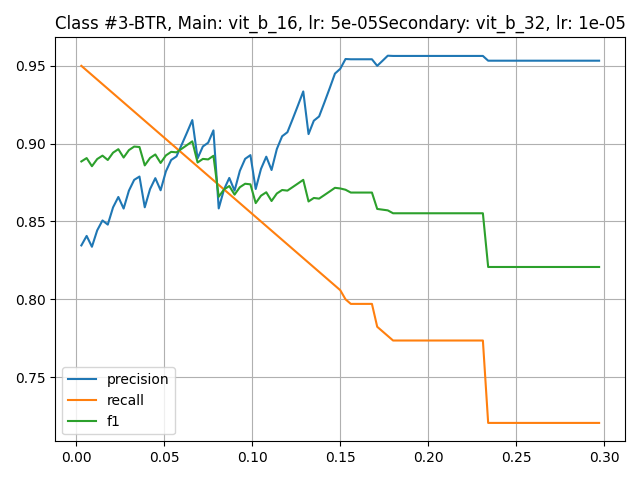 Class #3-BTR, Main: vit_b_16, lr: 5e-05Secondary: vit_b_32, lr: 1e-05
0.95
0.90
0.85
0.80
0.75
precision
recall
f1
0.00 0.05 0.10 0.15 0.20 0.25 0.30